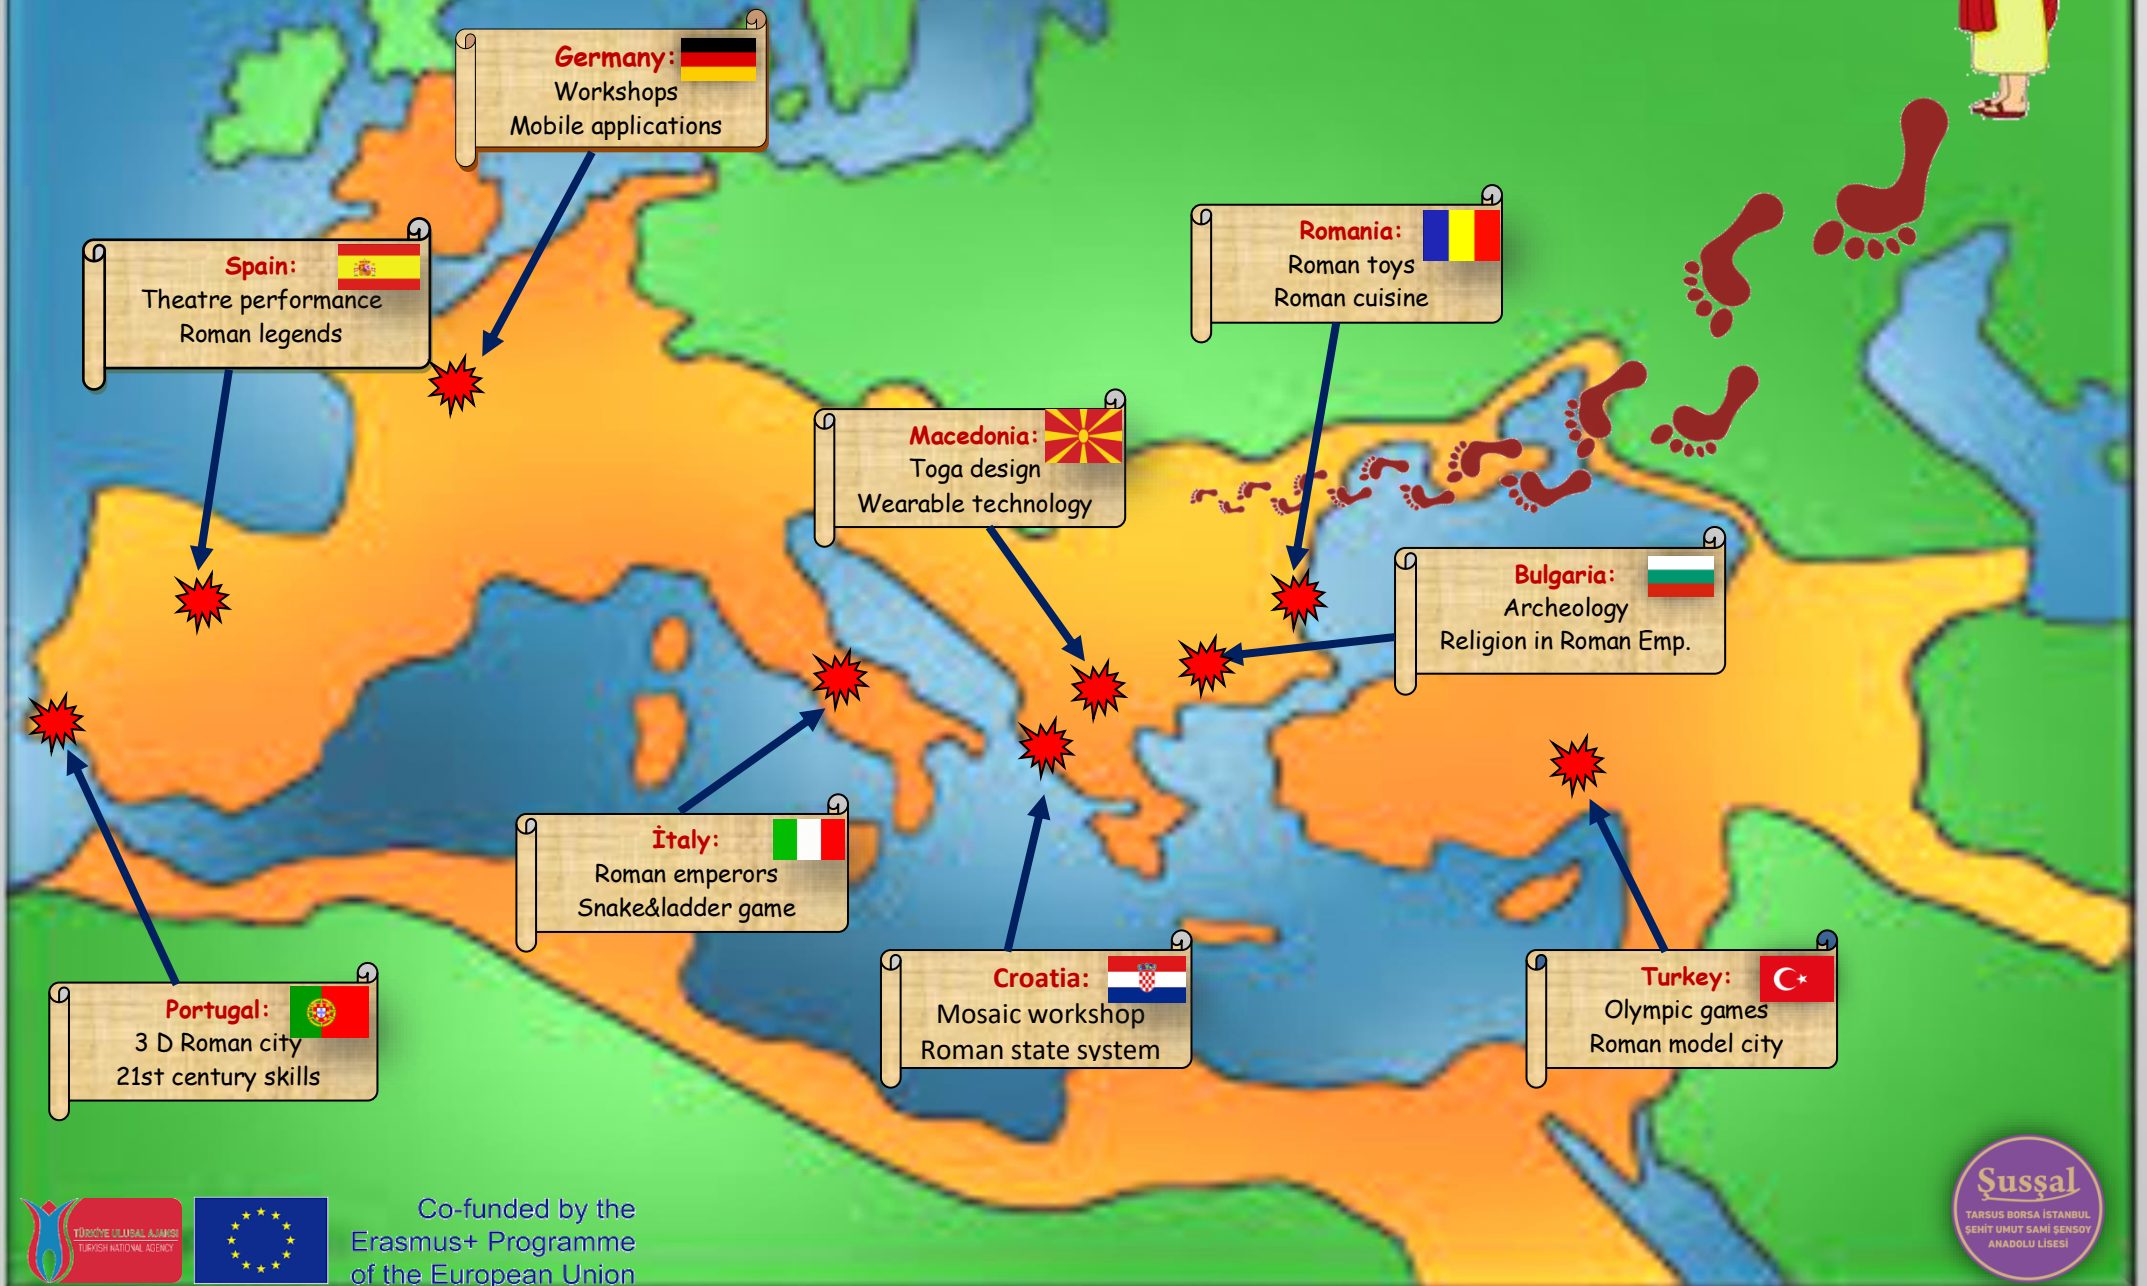 Germany:
Workshops
Mobile applications
Spain:
Theatre performance
Roman legends
Romania:
Roman toys
Roman cuisine
Macedonia:
Toga design
Wearable technology
Bulgaria:
Archeology
Religion in Roman Emp.
İtaly:
Roman emperors
Snake&ladder game
Croatia:
Mosaic workshop
Roman state system
Turkey:
Olympic games
Roman model city
Portugal:
3 D Roman city
21st century skills
TÜRKİYE ULUSAL AJANSI
TURKISH NATIONAL AGENCY
Co-funded by the
Erasmus+ Programme
of the European Union
Şusşal
TARSUS BORSA İSTANBUL
ŞEHİT UMUT SAMİ ŞENSOY
ANADOLU LİSESİ